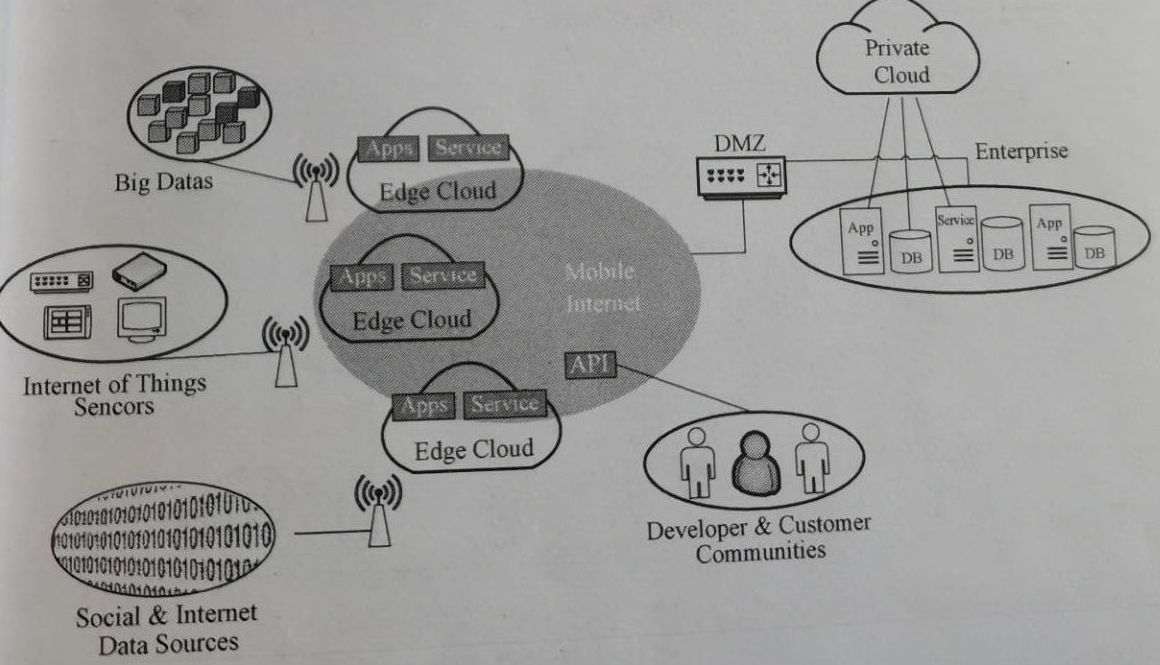 Private
Cloud
DMZ
Enterprise
App
DB
Service
DB
App
DB
Big Datas
Apps
Service
Edge Cloud
Apps
Service
Edge Cloud
Mobile
Internet
API
Apps
Service
Edge Cloud
Internet of Things
Sencors
Developer & Customer
Communities
Social & Internet
Data Sources